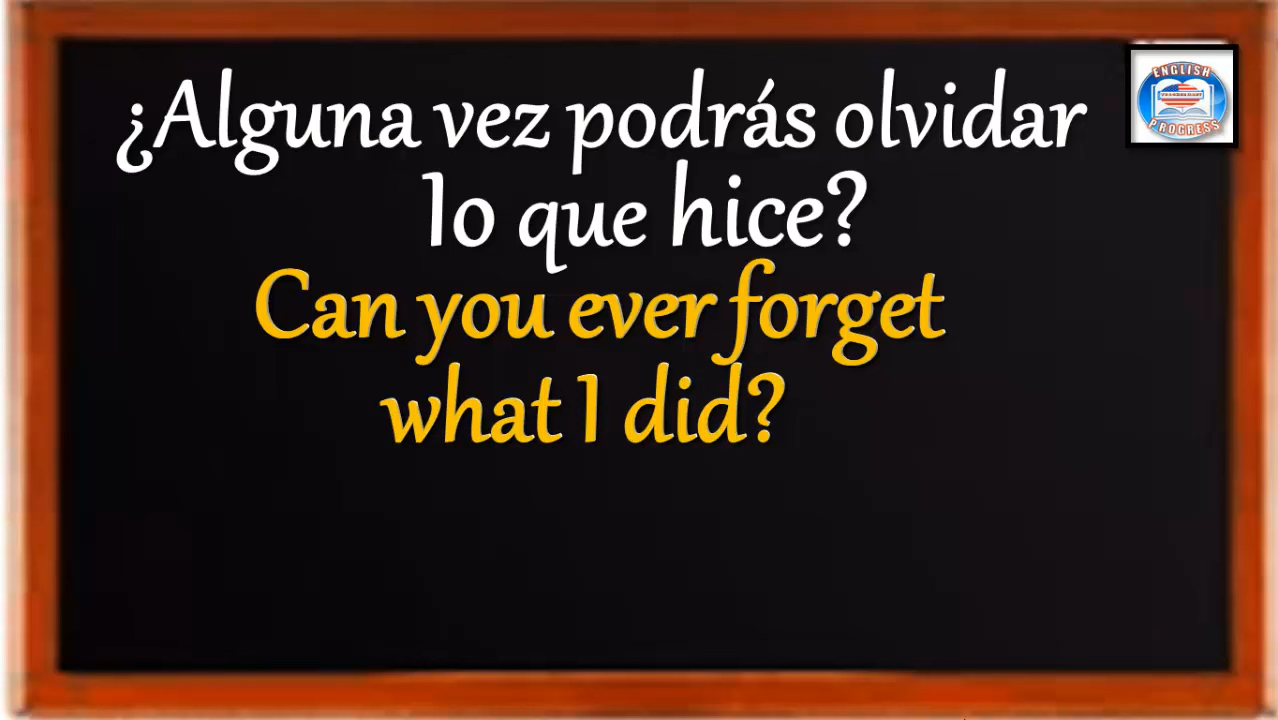 ¿Alguna vez podrás olvidar
lo que hice?
Can you ever forget
what I did?
ENGLISH
PROGRESS